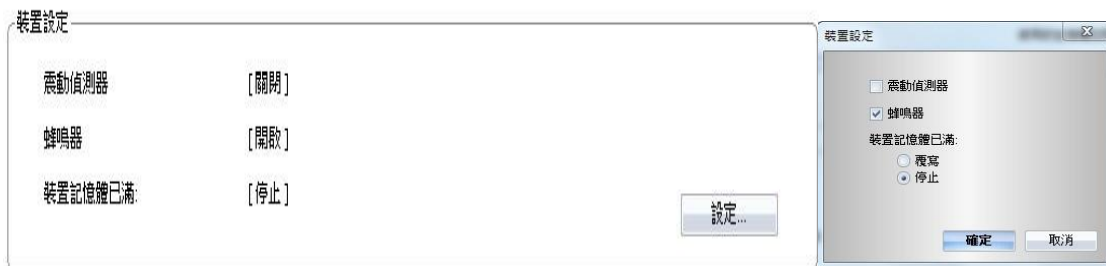 裝置設定
震動偵測器 [關閉]
蜂鳴器 [開啟]
裝置記憶體已滿: [停止]
設定...
裝置設定
震動偵測器
蜂鳴器
裝置記憶體已滿:
覆寫
停止
確定 取消